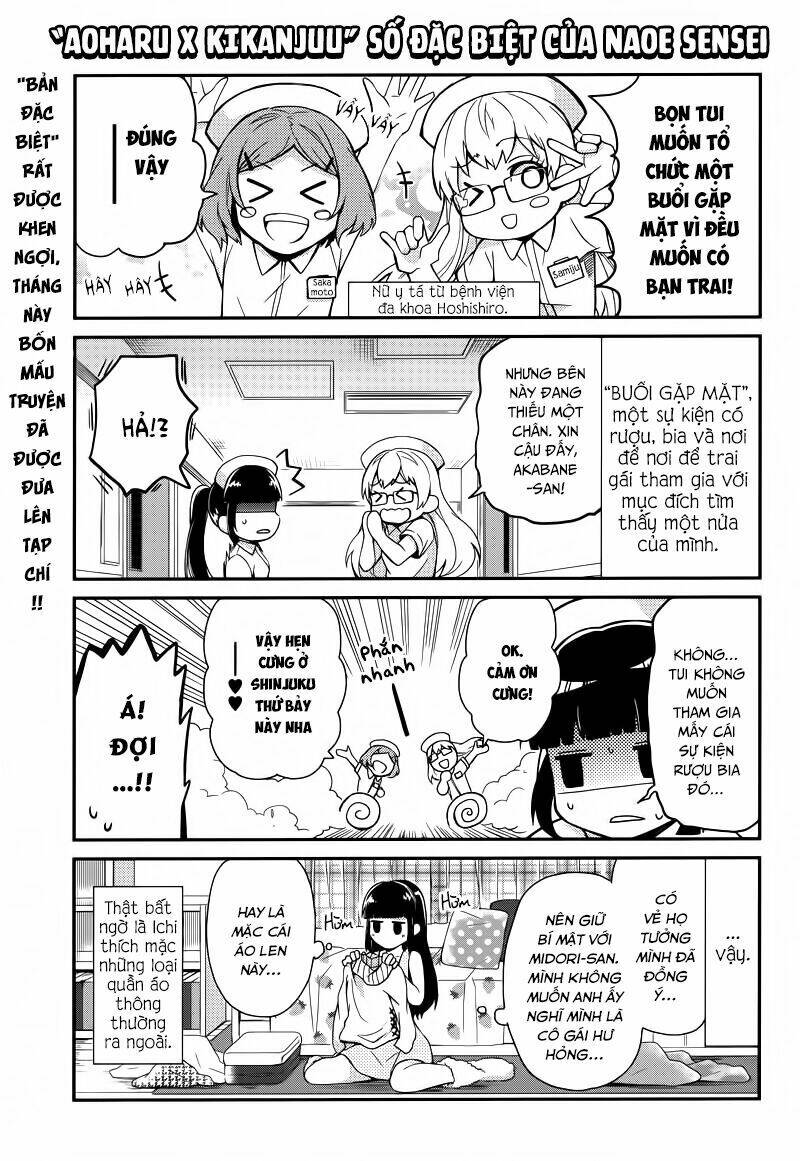 "AOHARU X KIKANJUU" SỐ ĐẶC BIỆT CỦA NAOE SENSEI
"BẢN
ĐẶC
BIỆT"
RẤT
ĐƯỢC
KHEN
NGỢI,
THÁNG
NÀY
BỐN
MẨU
TRUYỆN
ĐÃ
ĐƯỢC
ĐƯA
LÊN
TẠP
CHÍ
!!
BỌN TUI
MUỐN TỔ
CHỨC MỘT
BUỔI GẶP
MẶT VÌ ĐỀU
MUỐN CÓ
BẠN TRAI!
VẨY VẨY
ĐÚNG
VẬY
HÂY HÂY
Saka
moto
Samiju
Nữ y tá từ bệnh viện
đa khoa Hoshishiro.
"BUỔI GẶP MẶT",
một sự kiện có
rượu, bia và nơi
để nơi để trai
gái tham gia với
mục đích tìm
thấy một nửa
của mình.
NHƯNG BÊN
NÀY ĐANG
THIẾU MỘT
CHÂN. XIN
CẬU ĐẤY,
AKABANE
-SAN!
HẢ!?
KHÔNG...
TUI KHÔNG
MUỐN
THAM GIA
MẤY CÁI
SỰ KIỆN
RƯỢU BIA
ĐÓ...
OK.
CẢM ƠN
CƯNG!
Phắn
nhanh
VẬY HẸN
CƯNG Ở
SHINJUKU
THỨ BẢY
NÀY NHA
Á!
ĐỢI
...!!
...
vậy.
CÓ
VẺ HỌ
TƯỞNG
MÌNH ĐÃ
ĐỒNG
Ý...
NÊN GIỮ
BÍ MẬT VỚI
MIDORI-SAN.
MÌNH KHÔNG
MUỐN ANH ẤY
NGHĨ MÌNH LÀ
CÔ GÁI HƯ
HỎNG...
HỪM
HỪM
HAY LÀ
MẶC CÁI
ÁO LEN
NÀY...
Thật bất
ngờ là Ichi
thích mặc
những loại
quần áo
thông
thường
ra ngoài.